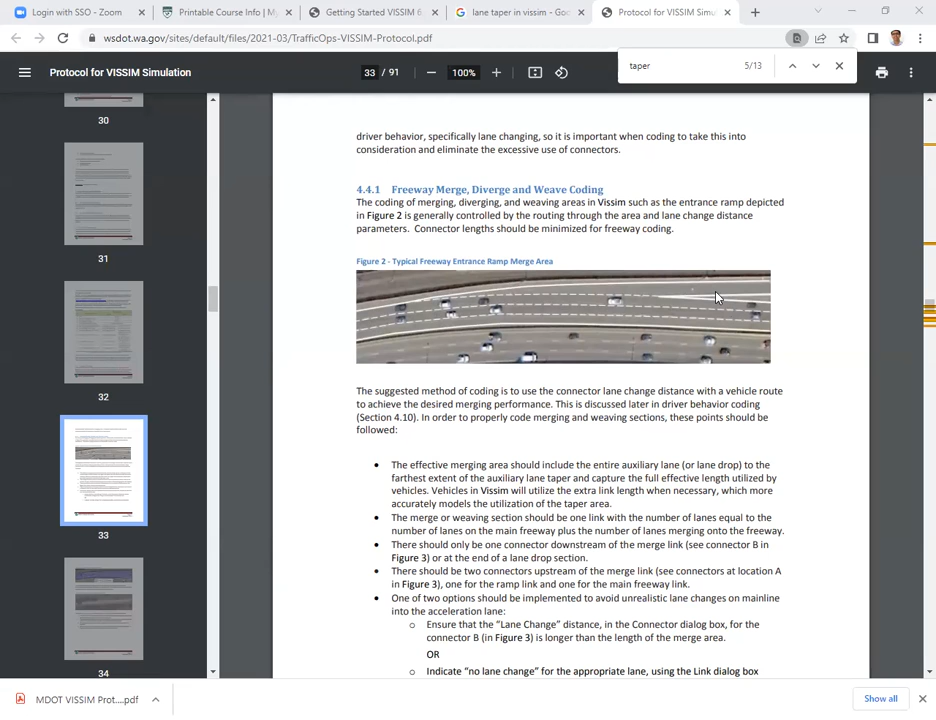 Login with SSO - Zoom
Printable Course Info | M
Getting Started VISSIM 6
lane taper in vissim - Goo
Protocol for VISSIM Simul
wsdot.wa.gov/sites/default/files/2021-03/TrafficOps-VISSIM-Protocol.pdf
Protocol for VISSIM Simulation
33 / 91
100%
taper
5/13
30
31
32
33
34
driver behavior, specifically lane changing, so it is important when coding to take this into
consideration and eliminate the excessive use of connectors.
4.4.1 Freeway Merge, Diverge and Weave Coding
The coding of merging, diverging, and weaving areas in Vissim such as the entrance ramp depicted
in Figure 2 is generally controlled by the routing through the area and lane change distance
parameters. Connector lengths should be minimized for freeway coding.
Figure 2 - Typical Freeway Entrance Ramp Merge Area
The suggested method of coding is to use the connector lane change distance with a vehicle route
to achieve the desired merging performance. This is discussed later in driver behavior coding
(Section 4.10). In order to properly code merging and weaving sections, these points should be
followed:
• The effective merging area should include the entire auxiliary lane (or lane drop) to the
farthest extent of the auxiliary lane taper and capture the full effective length utilized by
vehicles. Vehicles in Vissim will utilize the extra link length when necessary, which more
accurately models the utilization of the taper area.
• The merge or weaving section should be one link with the number of lanes equal to the
number of lanes on the main freeway plus the number of lanes merging onto the freeway.
• There should only be one connector downstream of the merge link (see connector B in
Figure 3) or at the end of a lane drop section.
• There should be two connectors upstream of the merge link (see connectors at location A
in Figure 3), one for the ramp link and one for the main freeway link.
• One of two options should be implemented to avoid unrealistic lane changes on mainline
into the acceleration lane:
o Ensure that the “Lane Change” distance, in the Connector dialog box, for the
connector B (in Figure 3) is longer than the length of the merge area.
OR
o Indicate “no lane change” for the appropriate lane, using the Link dialog box
MDOT VISSIM Prot....pdf
Show all